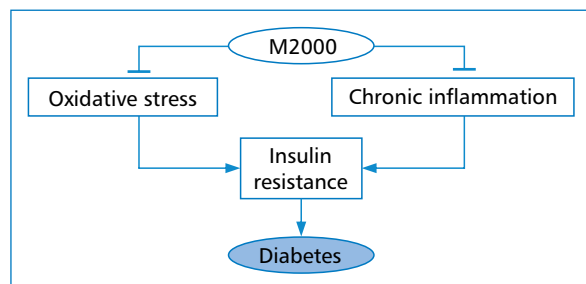 M2000
Oxidative stress
Chronic inflammation
Insulin
resistance
Diabetes